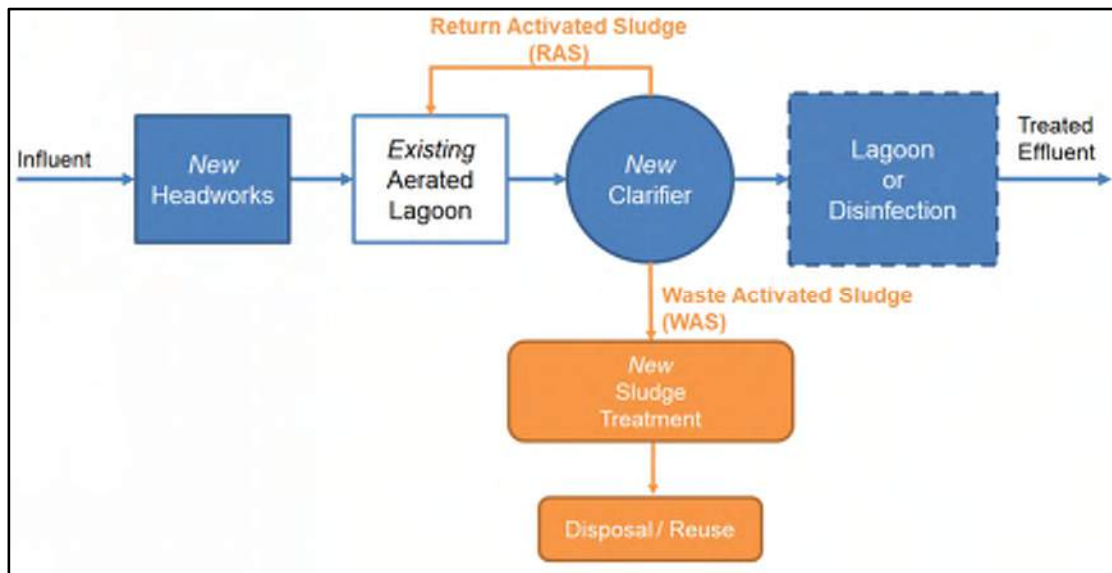 Return Activated Sludge
(RAS)
Influent
New
Headworks
Existing
Aerated
Lagoon
New
Clarifier
Lagoon
or
Disinfection
Treated
Effluent
Waste Activated Sludge
(WAS)
New
Sludge
Treatment
Disposal / Reuse